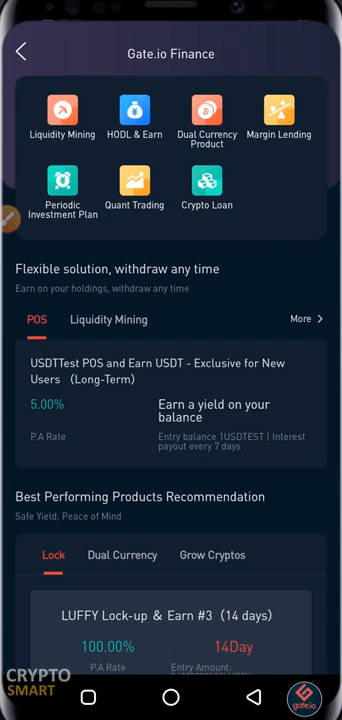 Gate.io Finance
Liquidity Mining
HODL & Earn
Dual Currency
Product
Margin Lending
Periodic
Investment Plan
Quant Trading
Crypto Loan
Flexible solution, withdraw any time
Earn on your holdings, withdraw any time
POS
Liquidity Mining
More
USDTTest POS and Earn USDT - Exclusive for New
Users （Long-Term）
5.00%
Earn a yield on your
balance
P.A Rate
Entry balance 1USDTEST | Interest
payout every 7 days
Best Performing Products Recommendation
Safe Yield, Peace of Mind
Lock
Dual Currency
Grow Cryptos
LUFFY Lock-up & Earn #3（14 days）
100.00%
14Day
P.A Rate
Entry Amount:
CRYPTO
SMART
gate.io